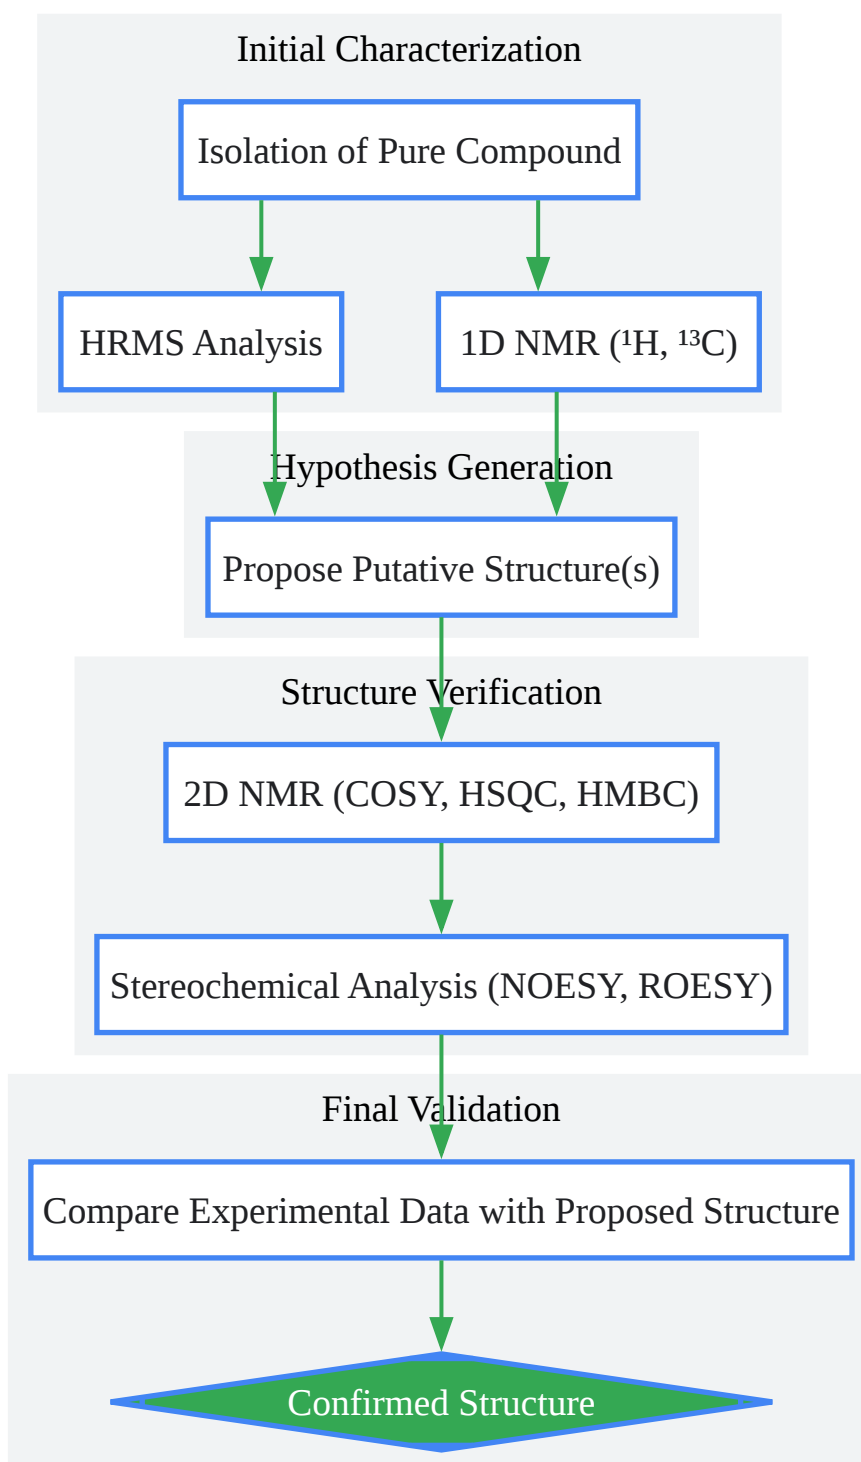 Initial Characterization
Isolation of Pure Compound
HRMS Analysis
1D NMR (¹H, ¹³C)
Hypothesis Generation
Propose Putative Structure(s)
Structure Verification
2D NMR (COSY, HSQC, HMBC)
Stereochemical Analysis (NOESY, ROESY)
Final Validation
Compare Experimental Data with Proposed Structure
Confirmed Structure